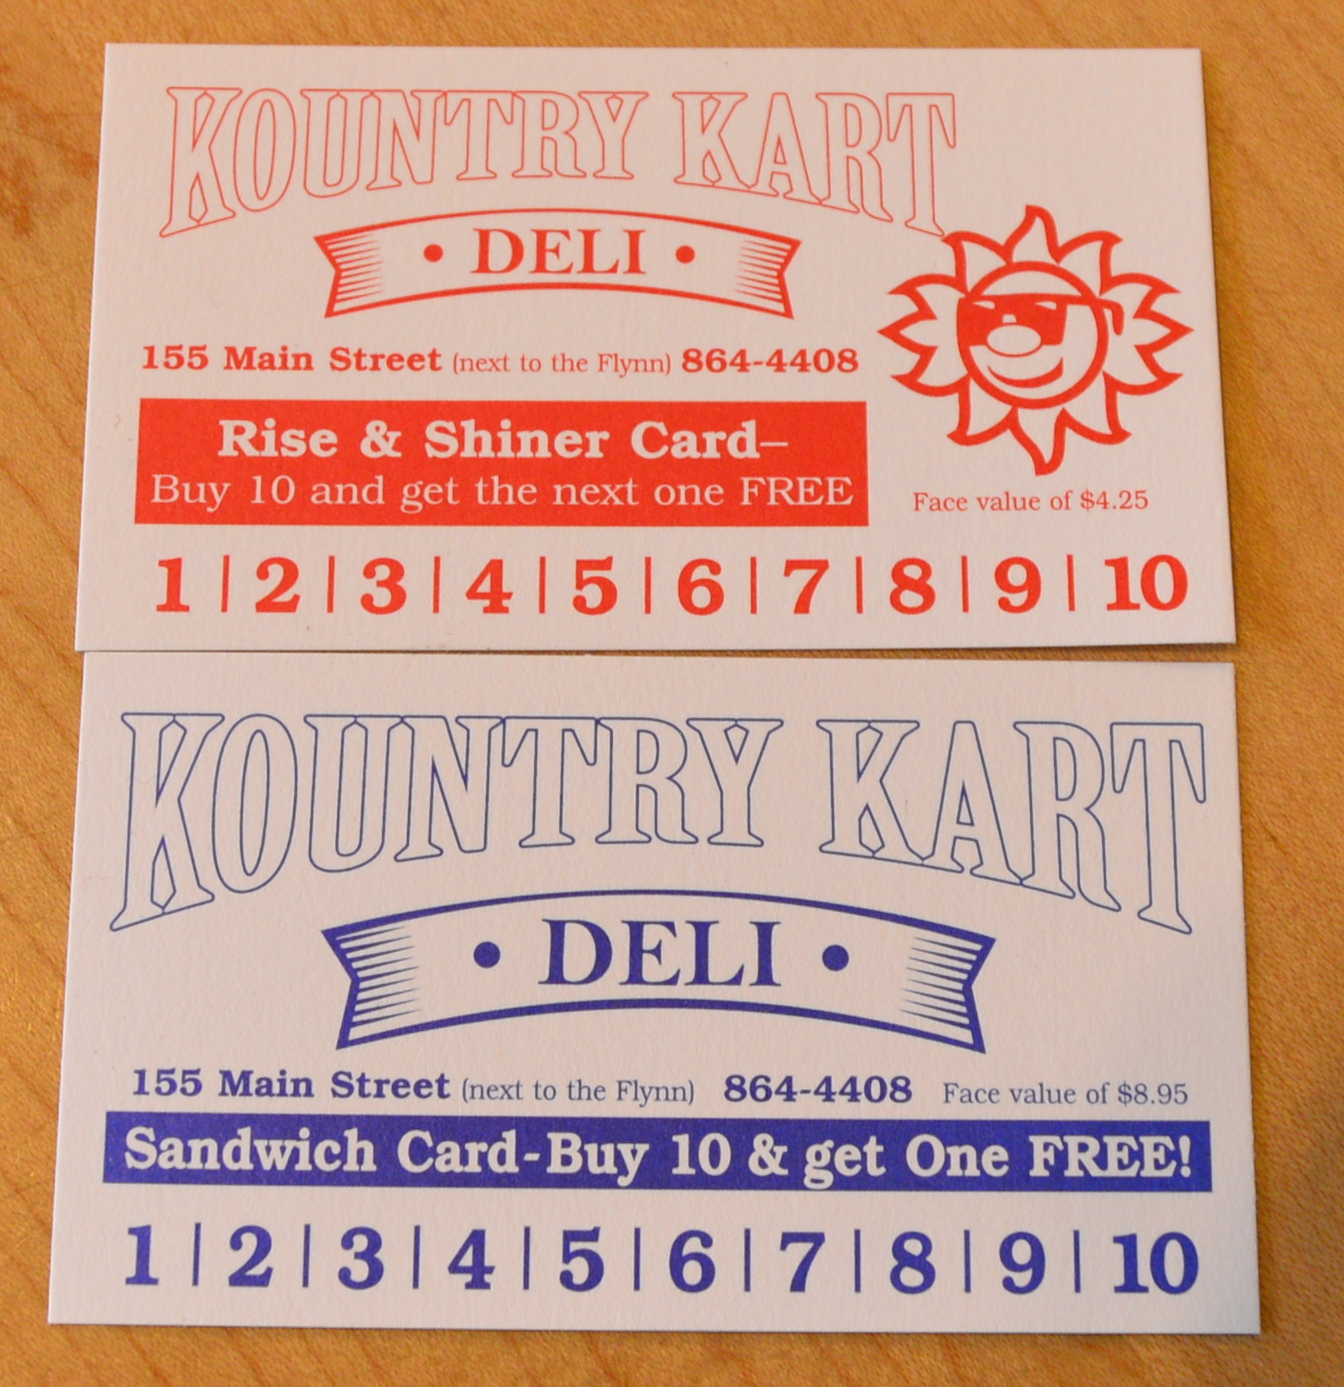 KOUNTRY KART
• DELI •
155 Main Street (next to the Flynn) 864-4408
Rise & Shiner Card–
Buy 10 and get the next one FREE
Face value of $4.25
1 | 2 | 3 | 4 | 5 | 6 | 7 | 8 | 9 | 10
KOUNTRY KART
• DELI •
155 Main Street (next to the Flynn) 864-4408 Face value of $8.95
Sandwich Card-Buy 10 & get One FREE!
1 | 2 | 3 | 4 | 5 | 6 | 7 | 8 | 9 | 10